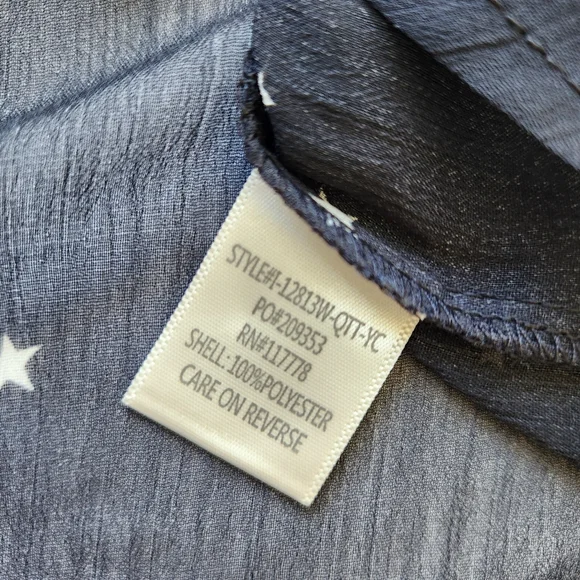 STYLE#I-12813W-QTT-YC
PO#209353
RN#117778
SHELL: 100%POLYESTER
CARE ON REVERSE